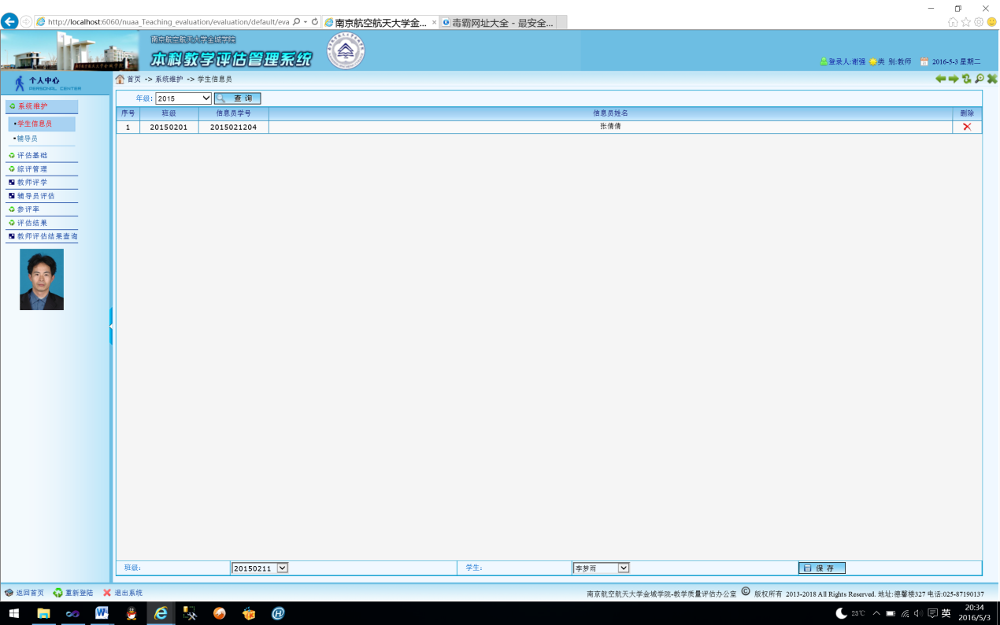 http://localhost:6060/nuaa_Teaching_evaluation/evaluation/default/eva
南京航空航天大学金...
毒霸网址大全 - 最安全...
南京航空航天大学金城学院
本科教学评估管理系统
登录人:谢强 类 别:教师 2016-5-3 星期二
个人中心
PERSONAL CENTER
首页 -> 系统维护 -> 学生信息员
系统维护
•学生信息员
•辅导员
评估基础
综评管理
教师评学
辅导员评估
参评率
评估结果
教师评估结果查询
年级: 2015 查 询
序号 班级 信息员学号 信息员姓名 删除
1 20150201 2015021204 张倩倩
班级: 20150211 学生: 李梦雨 保 存
返回首页 重新登陆 退出系统
南京航空航天大学金城学院-教学质量评估办公室 © 版权所有 2013-2018 All Rights Reserved. 地址:德馨楼327 电话:025-87190137
25℃ 英 20:34
2016/5/3